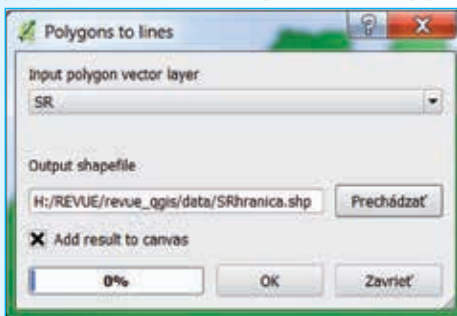 Polygons to lines
Input polygon vector layer
SR
Output shapefile
H:/REVUE/revue_qgis/data/SRhranica.shp Prechádzať
Add result to canvas
0% OK Zavrieť